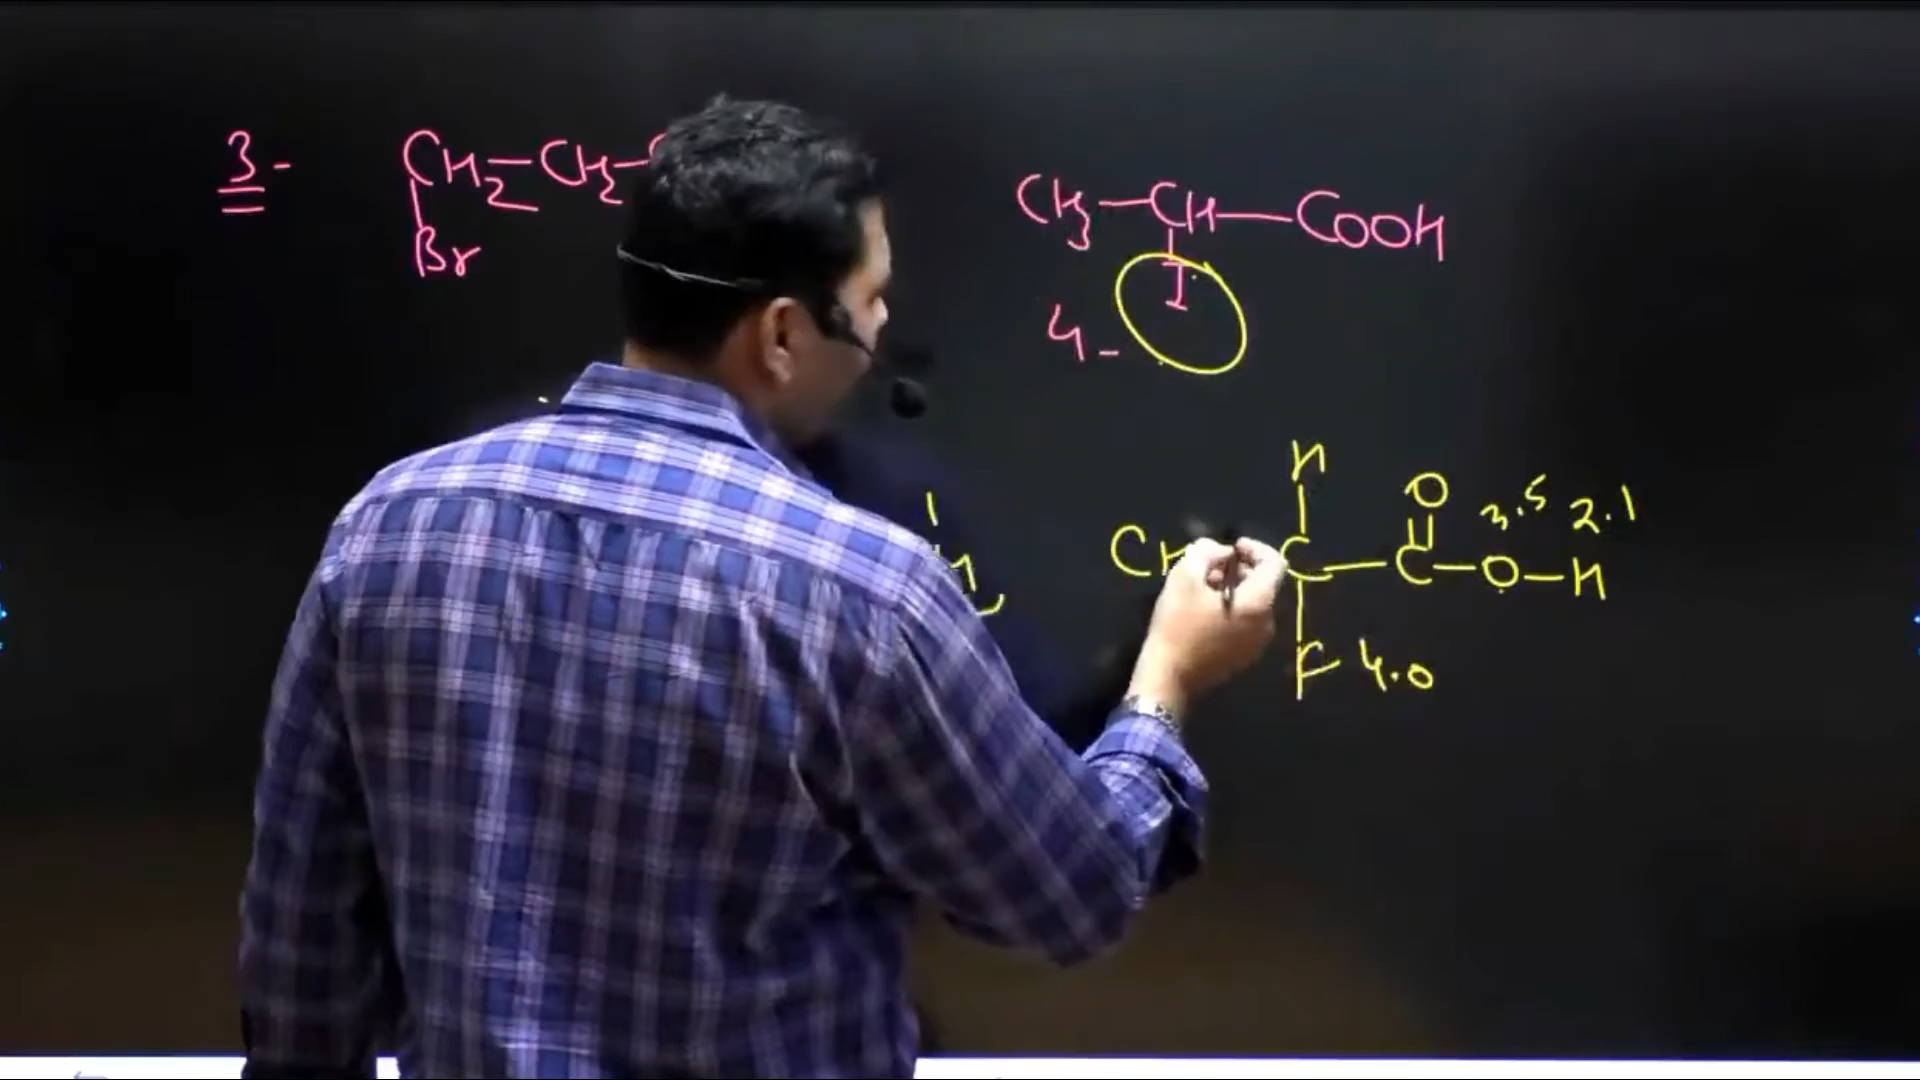 3-
CH2-CH2-
Br
CH3-CH-COOH
I
4-
H
O
3.5 2.1
C-C-O-H
F 4.0